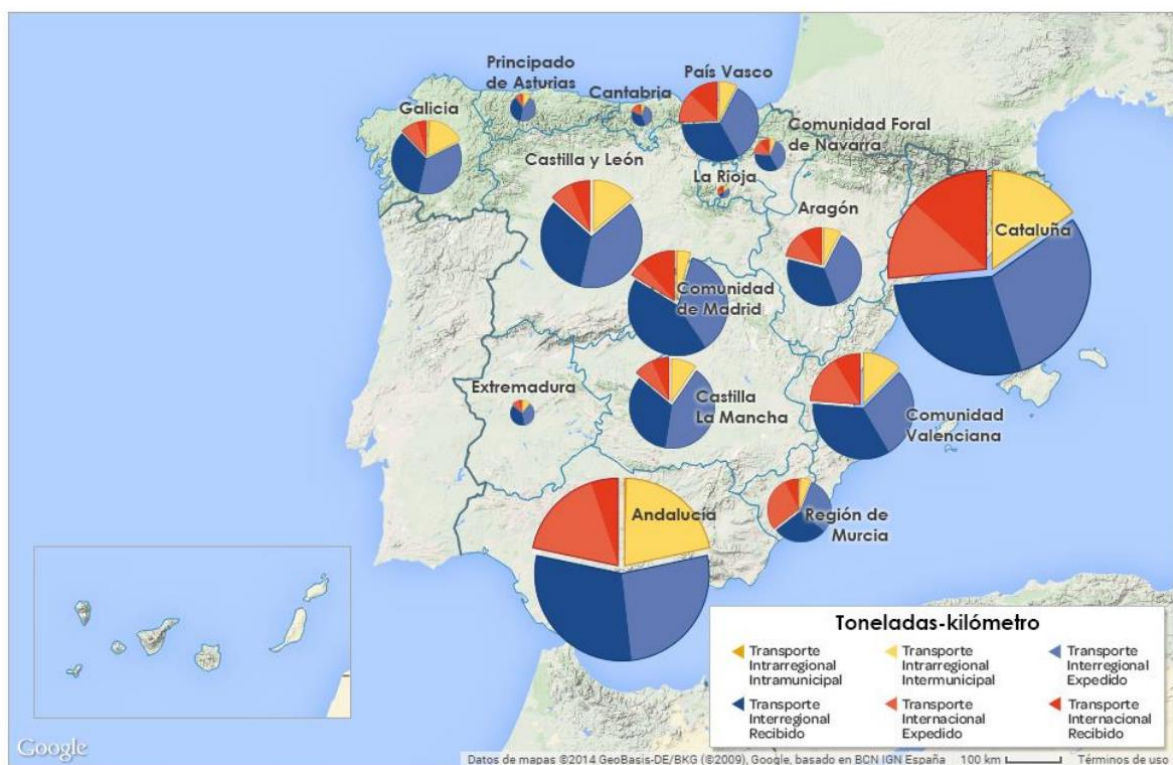 Principado
de Asturias
Cantabria
País Vasco
Galicia
Comunidad Foral
de Navarra
Castilla y León
La Rioja
Aragón
Cataluña
Comunidad
de Madrid
Extremadura
Castilla
La Mancha
Comunidad
Valenciana
Andalucía
Región de
Murcia
Toneladas-kilómetro
Transporte
Intrarregional
Intramunicipal
Transporte
Intrarregional
Intermunicipal
Transporte
Interregional
Expedido
Transporte
Interregional
Recibido
Transporte
Internacional
Expedido
Transporte
Internacional
Recibido
Google
Datos de mapas ©2014 GeoBasis-DE/BKG (©2009), Google, basado en BCN IGN España
100 km
Términos de uso